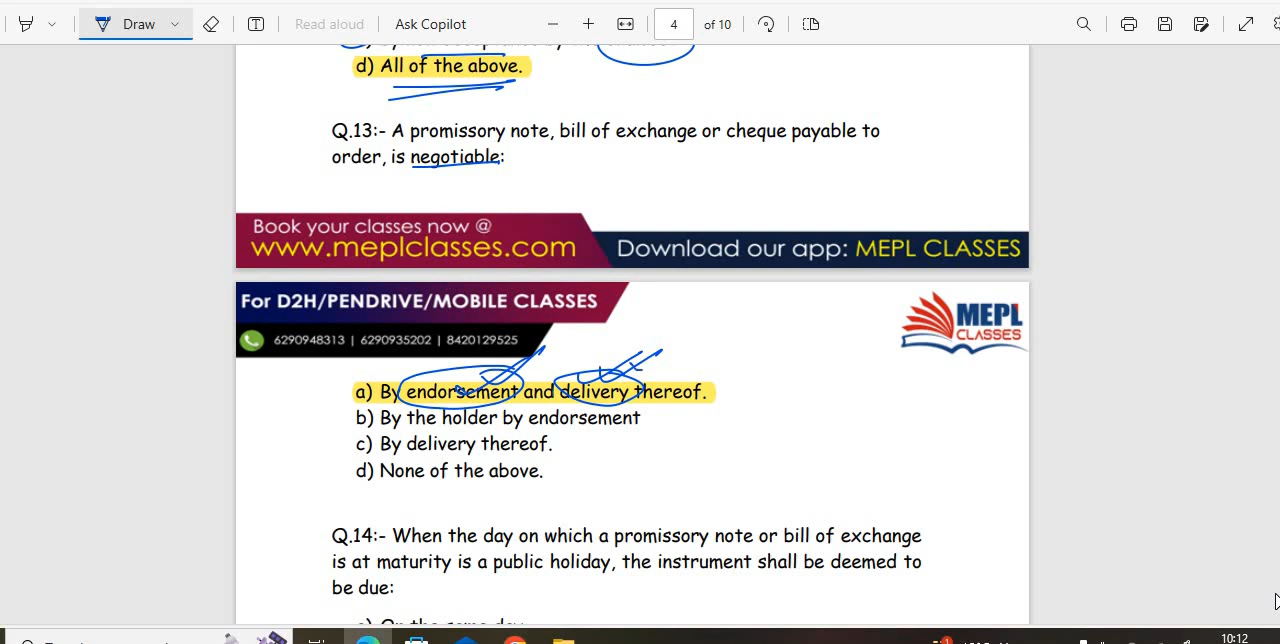 Draw
Read aloud
Ask Copilot
4
of 10
d) All of the above.
Q.13:- A promissory note, bill of exchange or cheque payable to
order, is negotiable:
Book your classes now @
www.meplclasses.com
Download our app: MEPL CLASSES
For D2H/PENDRIVE/MOBILE CLASSES
6290948313 | 6290935202 | 8420129525
MEPL
CLASSES
a) By endorsement and delivery thereof.
b) By the holder by endorsement
c) By delivery thereof.
d) None of the above.
Q.14:- When the day on which a promissory note or bill of exchange
is at maturity is a public holiday, the instrument shall be deemed to
be due:
a) On the same day
10:12